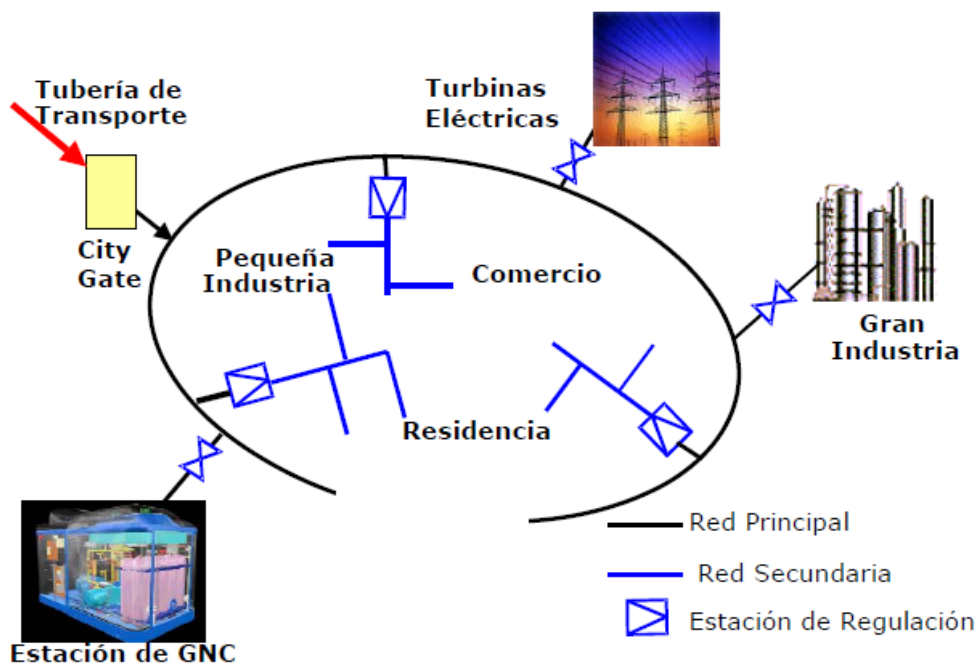 Tubería de
Transporte
City
Gate
Turbinas
Eléctricas
Pequeña
Industria
Comercio
Gran
Industria
Residencia
Estación de GNC
Red Principal
Red Secundaria
Estación de Regulación